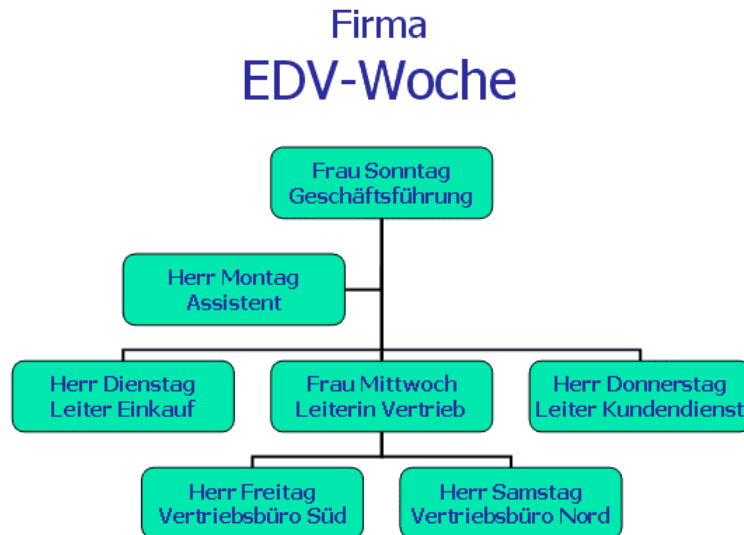 Firma
EDV-Woche
Frau Sonntag
Geschäftsführung
Herr Montag
Assistent
Herr Dienstag
Leiter Einkauf
Frau Mittwoch
Leiterin Vertrieb
Herr Donnerstag
Leiter Kundendienst
Herr Freitag
Vertriebsbüro Süd
Herr Samstag
Vertriebsbüro Nord